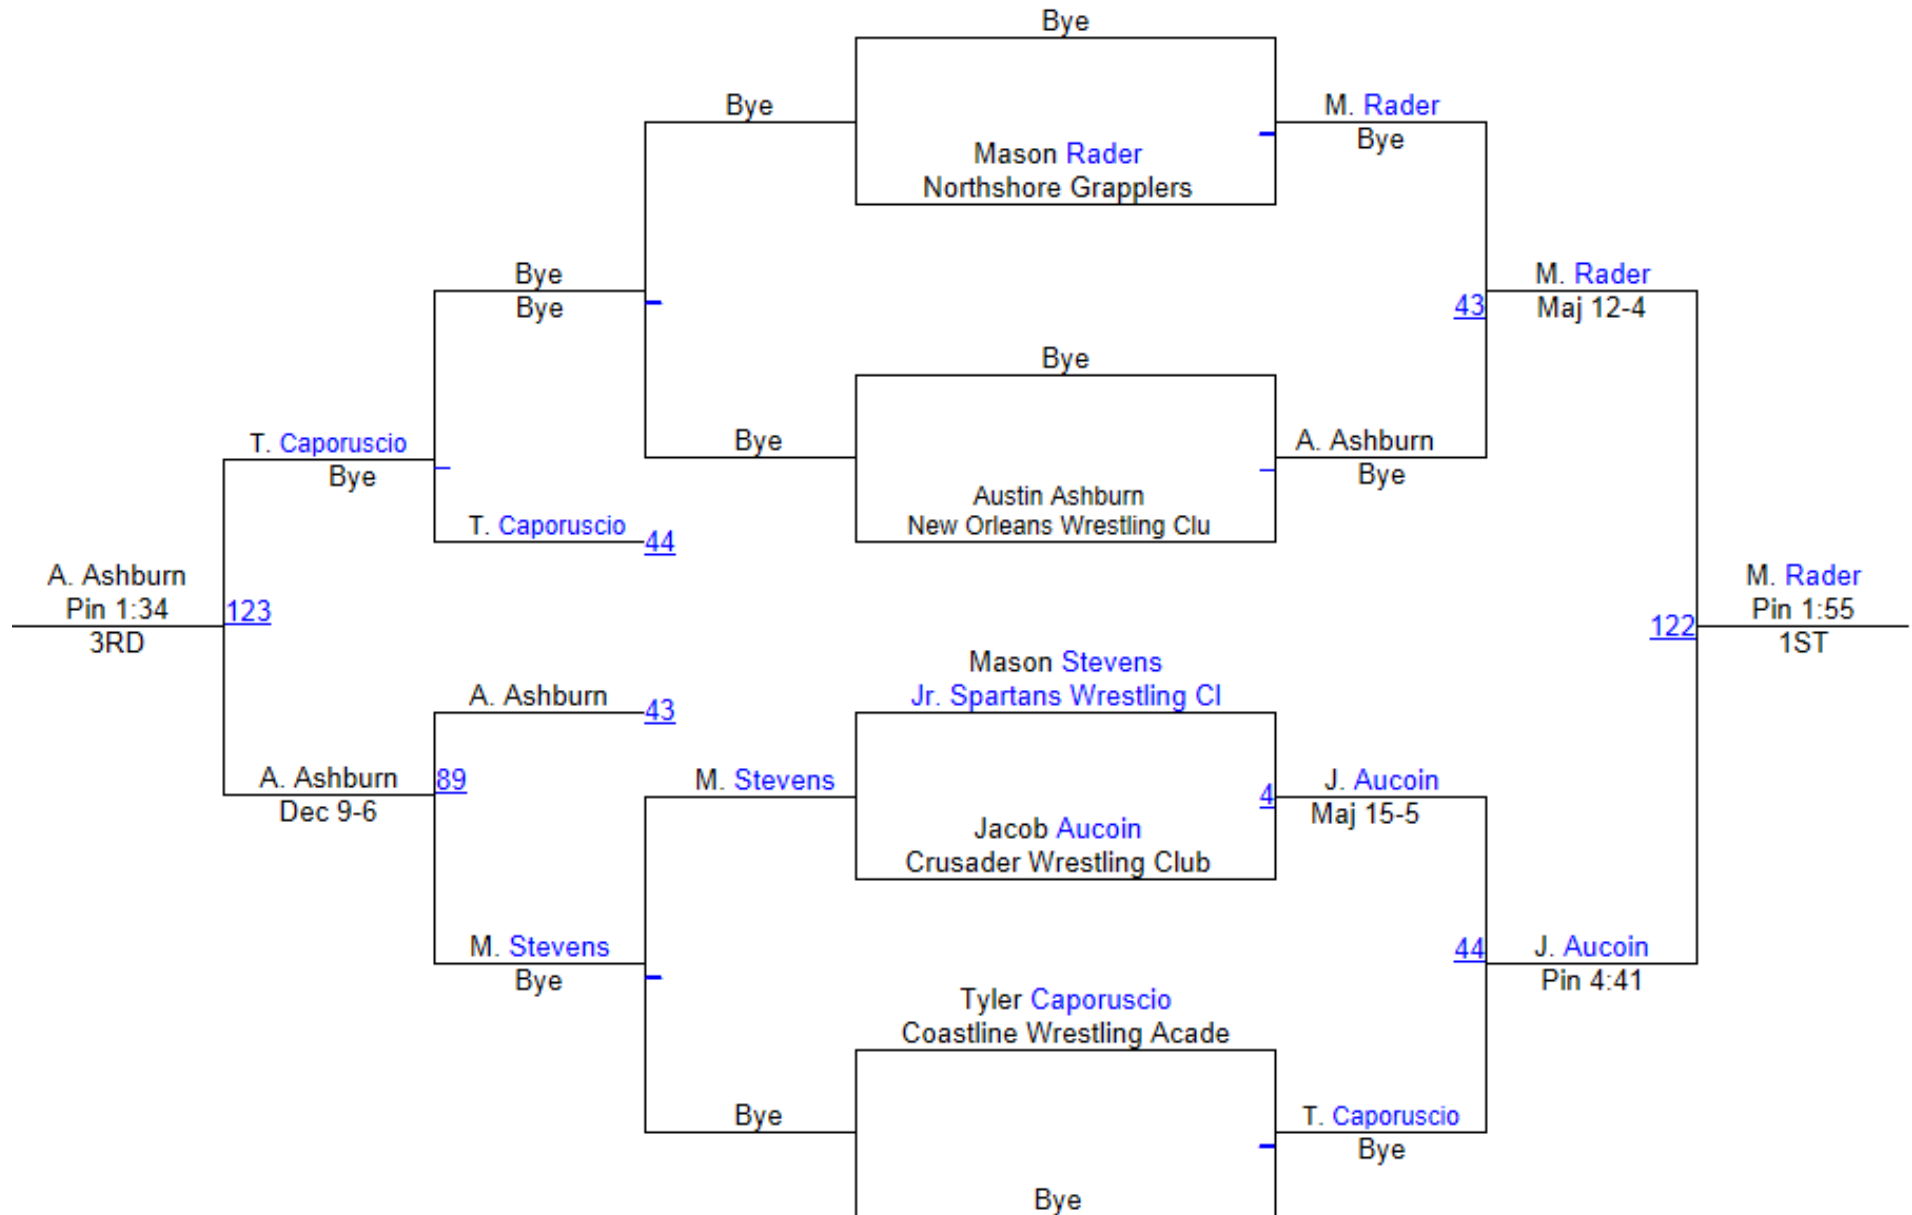 Bye
Bye
M. Rader
Bye
Mason Rader
Northshore Grapplers
Bye
Bye
M. Rader
43
Maj 12-4
Bye
Bye
A. Ashburn
Bye
T. Caporuscio
Bye
Austin Ashburn
New Orleans Wrestling Clu
T. Caporuscio
44
A. Ashburn
Pin 1:34
3RD
123
M. Rader
Pin 1:55
1ST
122
Mason Stevens
Jr. Spartans Wrestling Cl
A. Ashburn
43
A. Ashburn
Dec 9-6
89
M. Stevens
4
J. Aucoin
Maj 15-5
Jacob Aucoin
Crusader Wrestling Club
M. Stevens
Bye
44
J. Aucoin
Pin 4:41
Tyler Caporuscio
Coastline Wrestling Acade
Bye
T. Caporuscio
Bye
Bye